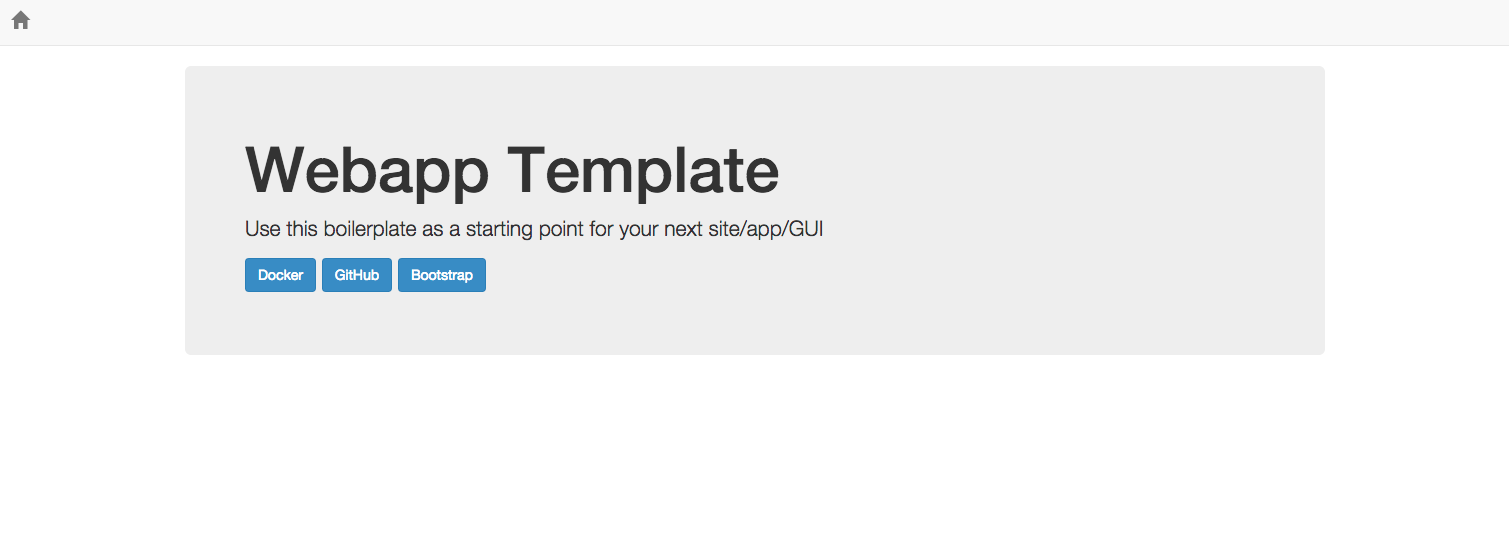 Webapp Template
Use this boilerplate as a starting point for your next site/app/GUI
Docker GitHub Bootstrap